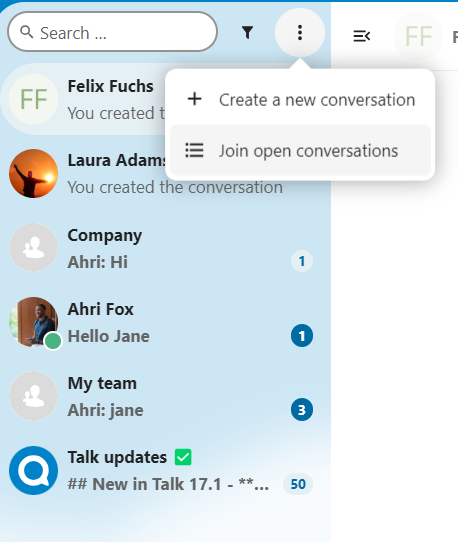 Search ...
FF
F
Create a new conversation
Join open conversations
FF
Felix Fuchs
You created t
Laura Adams
You created the conversation
Company
Ahri: Hi
1
Ahri Fox
Hello Jane
1
My team
Ahri: jane
3
Talk updates ✅
## New in Talk 17.1 - **...
50